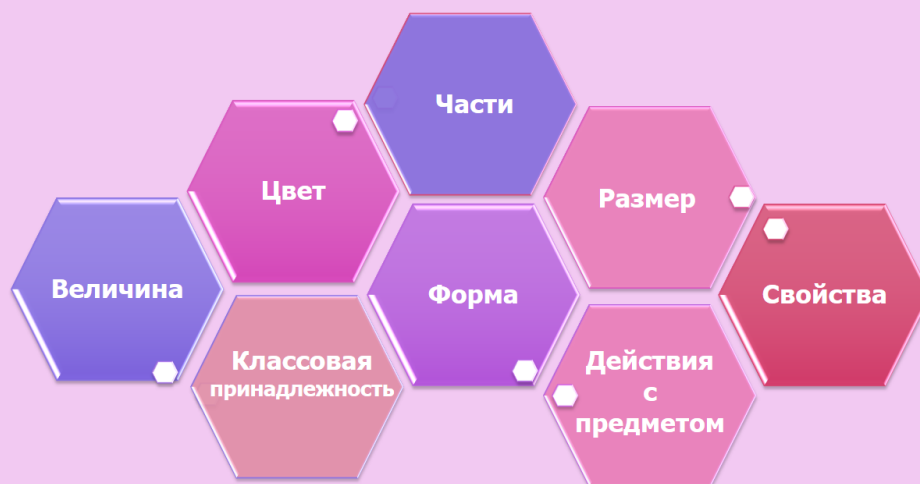 Части
Цвет
Размер
Величина
Форма
Свойства
Классовая
принадлежность
Действия
с
предметом